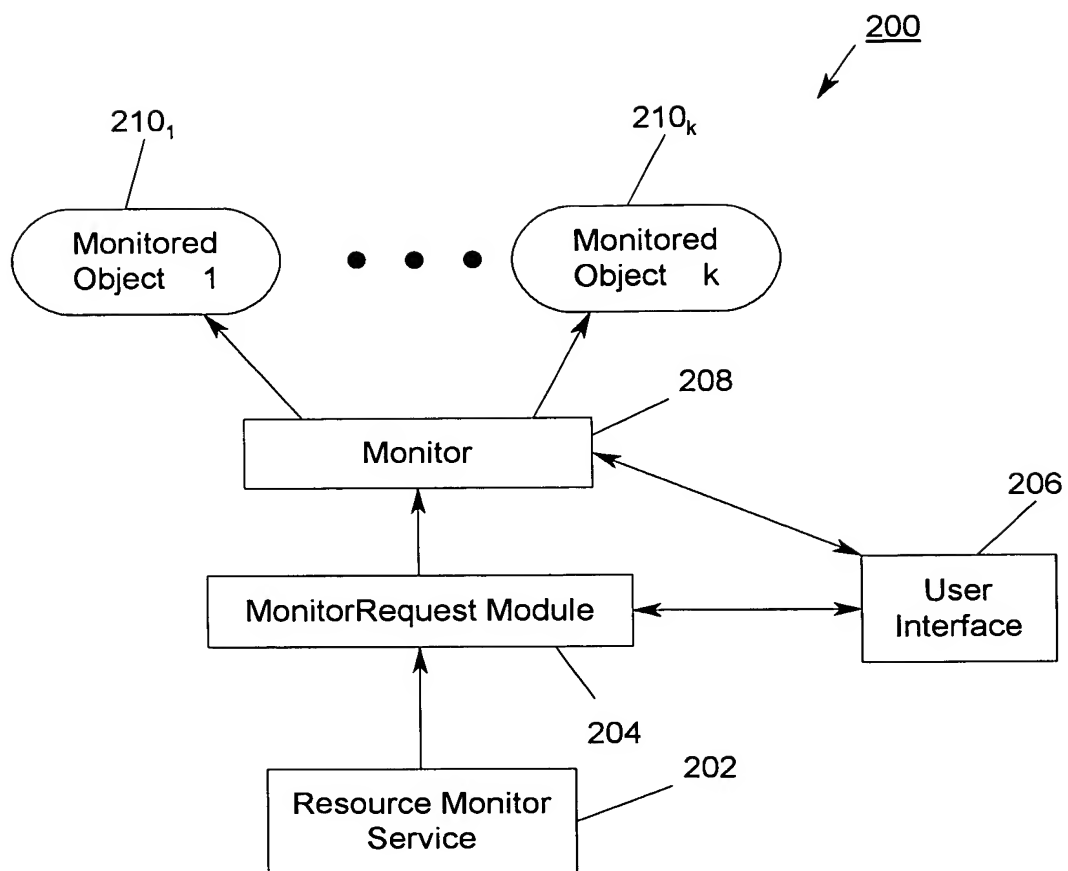 200
210₁
210ₖ
Monitored
Object 1
Monitored
Object k
208
Monitor
206
User
Interface
MonitorRequest Module
204
202
Resource Monitor
Service